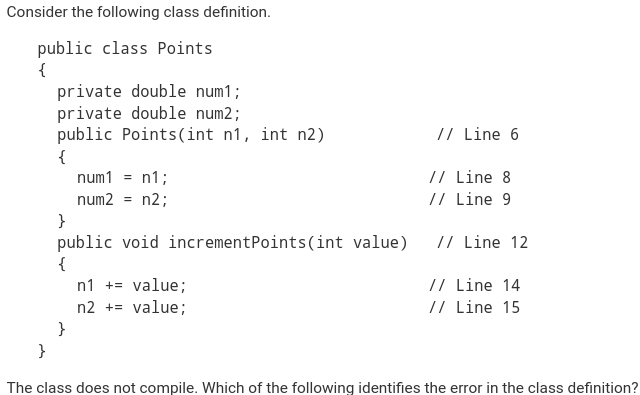 Consider the following class definition.
public class Points
{
private double num1;
private double num2;
public Points(int n1, int n2) // Line 6
{
num1 = n1; // Line 8
num2 = n2; // Line 9
}
public void incrementPoints(int value) // Line 12
{
n1 += value; // Line 14
n2 += value; // Line 15
}
}
The class does not compile. Which of the following identifies the error in the class definition?